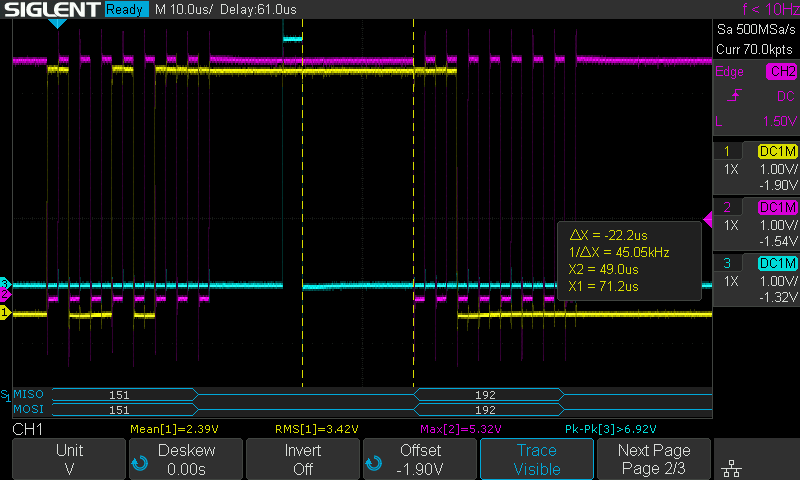 SIGLENT Ready M 10.0us/ Delay:61.0us f < 10Hz
Sa 500MSa/s
Curr 70.0kpts
Edge CH2
DC
L 1.50V
1 DC1M
1X 1.00V/
-1.90V
2 DC1M
1X 1.00V/
-1.54V
3 DC1M
1X 1.00V/
-1.32V
ΔX = -22.2us
1/ΔX = 45.05kHz
X2 = 49.0us
X1 = 71.2us
3
2
1
S1 MISO 151 192
MOSI 151 192
CH1 Mean[1]=2.39V RMS[1]=3.42V Max[2]=5.32V Pk-Pk[3]>6.92V
Unit Deskew Invert Offset Trace Next Page
V 0.00s Off -1.90V Visible Page 2/3